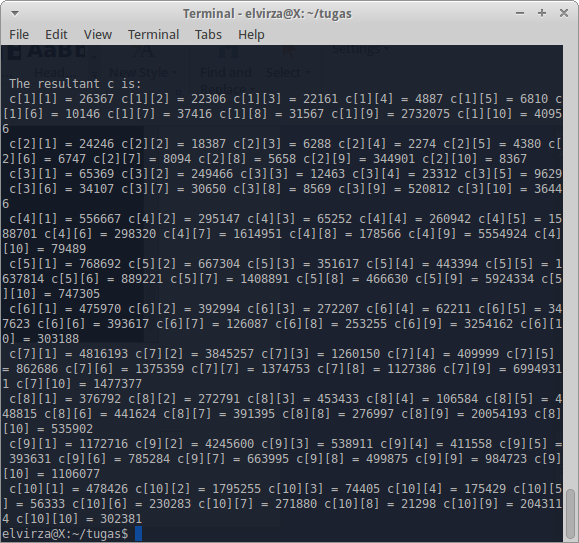 Terminal - elvirza@X: ~/tugas
File Edit View Terminal Tabs Help
The resultant c is:
c[1][1] = 26367 c[1][2] = 22306 c[1][3] = 22161 c[1][4] = 4887 c[1][5] = 6810 c
[1][6] = 10146 c[1][7] = 37416 c[1][8] = 31567 c[1][9] = 2732075 c[1][10] = 4095
6
c[2][1] = 24246 c[2][2] = 18387 c[2][3] = 6288 c[2][4] = 2274 c[2][5] = 4380 c[
2][6] = 6747 c[2][7] = 8094 c[2][8] = 5658 c[2][9] = 344901 c[2][10] = 8367
c[3][1] = 65369 c[3][2] = 249466 c[3][3] = 12463 c[3][4] = 23312 c[3][5] = 9629
c[3][6] = 34107 c[3][7] = 30650 c[3][8] = 8569 c[3][9] = 520812 c[3][10] = 3644
6
c[4][1] = 556667 c[4][2] = 295147 c[4][3] = 65252 c[4][4] = 260942 c[4][5] = 15
88701 c[4][6] = 298320 c[4][7] = 1614951 c[4][8] = 178566 c[4][9] = 5554924 c[4]
[10] = 79489
c[5][1] = 768692 c[5][2] = 667304 c[5][3] = 351617 c[5][4] = 443394 c[5][5] = 1
637814 c[5][6] = 889221 c[5][7] = 1408891 c[5][8] = 466630 c[5][9] = 5924334 c[5
][10] = 747305
c[6][1] = 475970 c[6][2] = 392994 c[6][3] = 272207 c[6][4] = 62211 c[6][5] = 34
7623 c[6][6] = 393617 c[6][7] = 126087 c[6][8] = 253255 c[6][9] = 3254162 c[6][1
0] = 303188
c[7][1] = 4816193 c[7][2] = 3845257 c[7][3] = 1260150 c[7][4] = 409999 c[7][5]
= 862686 c[7][6] = 1375359 c[7][7] = 1374753 c[7][8] = 1127386 c[7][9] = 6994931
1 c[7][10] = 1477377
c[8][1] = 376792 c[8][2] = 272791 c[8][3] = 453433 c[8][4] = 106584 c[8][5] = 4
48815 c[8][6] = 441624 c[8][7] = 391395 c[8][8] = 276997 c[8][9] = 20054193 c[8]
[10] = 535902
c[9][1] = 1172716 c[9][2] = 4245600 c[9][3] = 538911 c[9][4] = 411558 c[9][5] =
393631 c[9][6] = 785284 c[9][7] = 663995 c[9][8] = 499875 c[9][9] = 984723 c[9]
[10] = 1106077
c[10][1] = 478426 c[10][2] = 1795255 c[10][3] = 74405 c[10][4] = 175429 c[10][5
] = 56333 c[10][6] = 230283 c[10][7] = 271880 c[10][8] = 21298 c[10][9] = 204311
4 c[10][10] = 302381
elvirza@X:~/tugas$